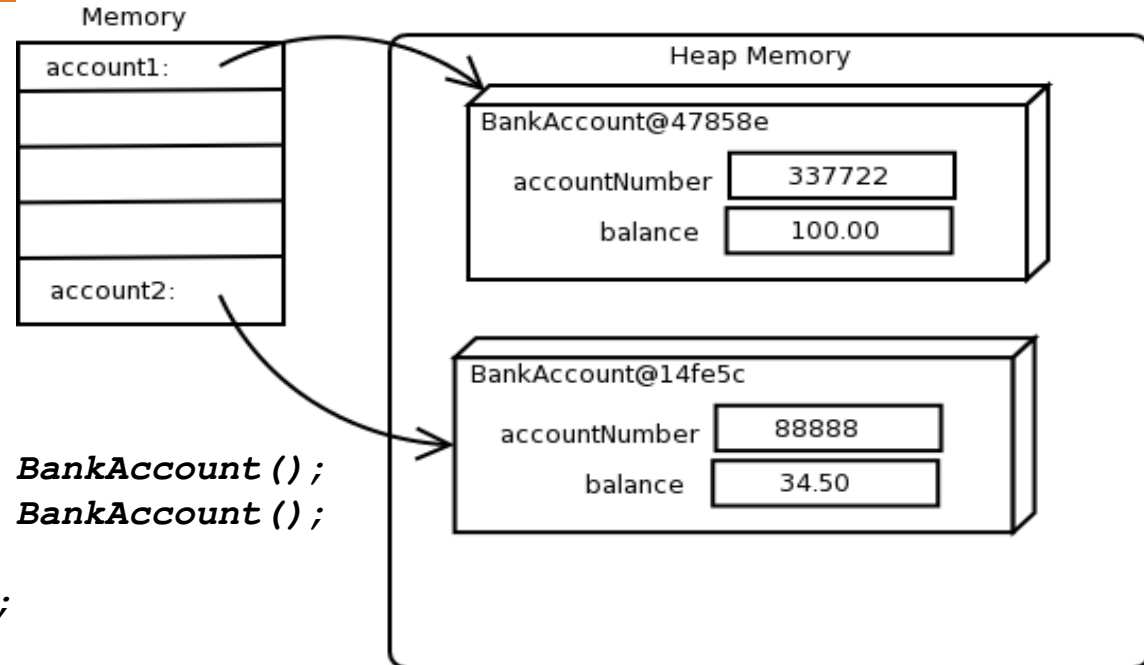 Memory
account1:
account2:
Heap Memory
BankAccount@47858e
accountNumber 337722
balance 100.00
BankAccount@14fe5c
accountNumber 88888
balance 34.50
BankAccount();
BankAccount();
;